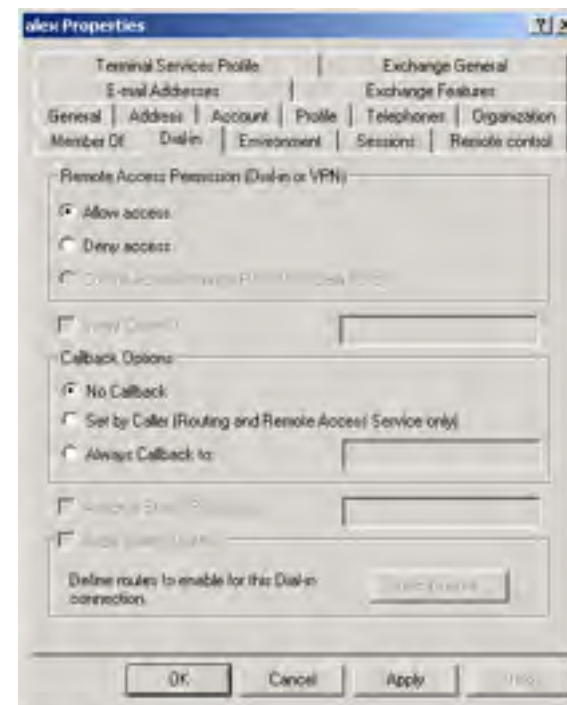 alex Properties
Terminal Services Profile Exchange General
E-mail Addresses Exchange Features
General Address Account Profile Telephones Organization
Member Of Dial-in Environment Sessions Remote control
Remote Access Permission (Dial-in or VPN)
Allow access
Deny access
Callback Options
No Callback
Set by Caller (Routing and Remote Access Service only)
Always Callback to:
Define routes to enable for this Dial-in
connection.
OK Cancel Apply